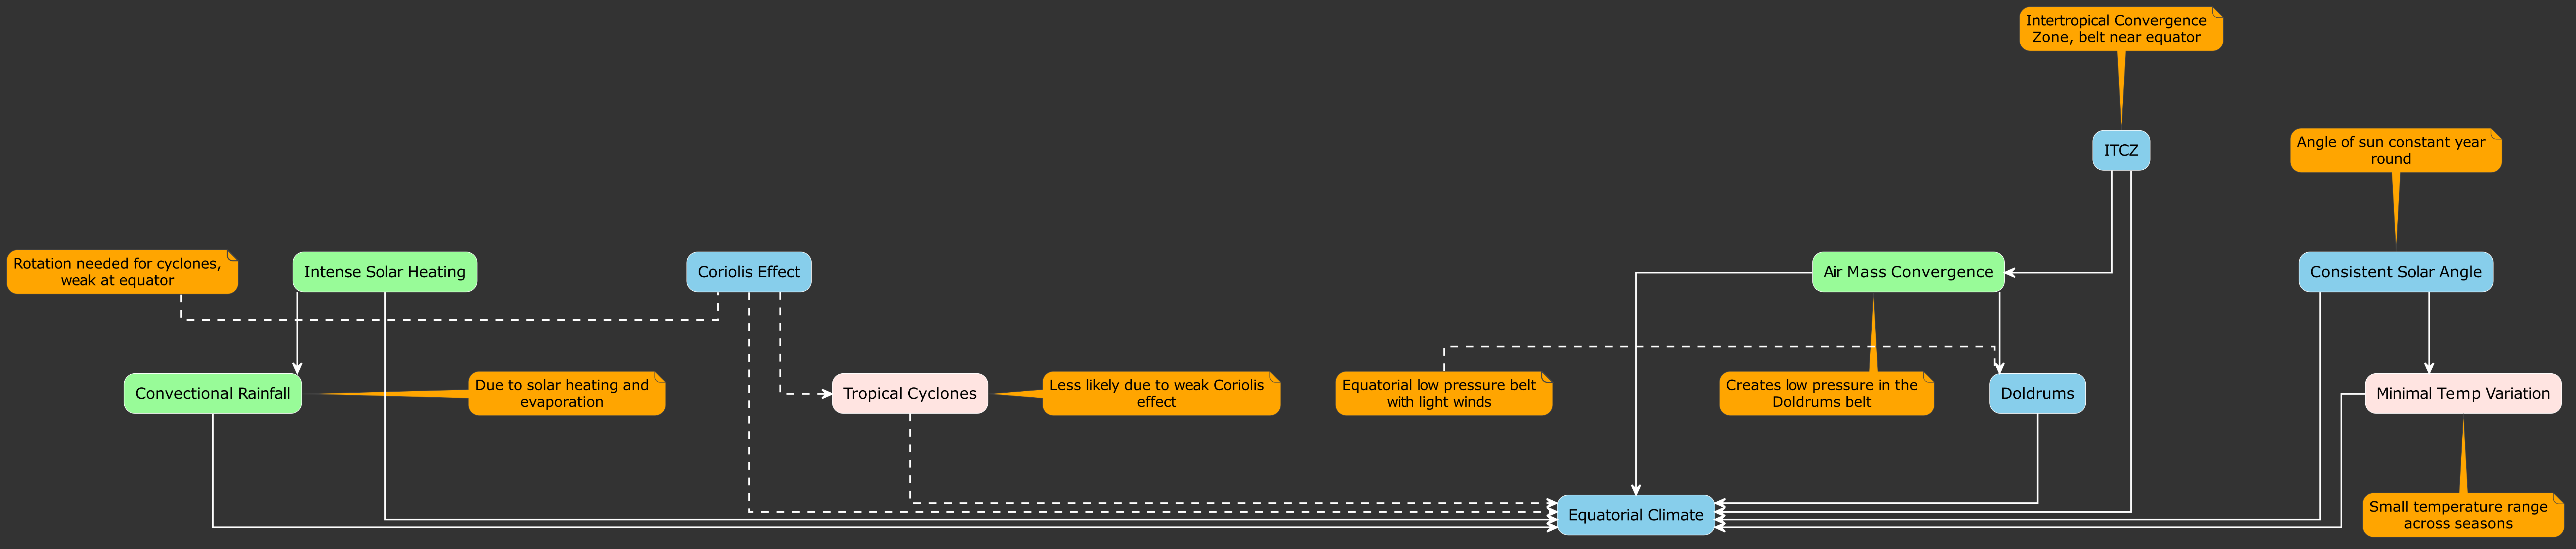 Intertropical Convergence
Zone, belt near equator
ITCZ
Angle of sun constant year
round
Rotation needed for cyclones,
weak at equator
Intense Solar Heating
Coriolis Effect
Air Mass Convergence
Consistent Solar Angle
Convectional Rainfall
Due to solar heating and
evaporation
Tropical Cyclones
Less likely due to weak Coriolis
effect
Equatorial low pressure belt
with light winds
Creates low pressure in the
Doldrums belt
Doldrums
Minimal Temp Variation
Equatorial Climate
Small temperature range
across seasons